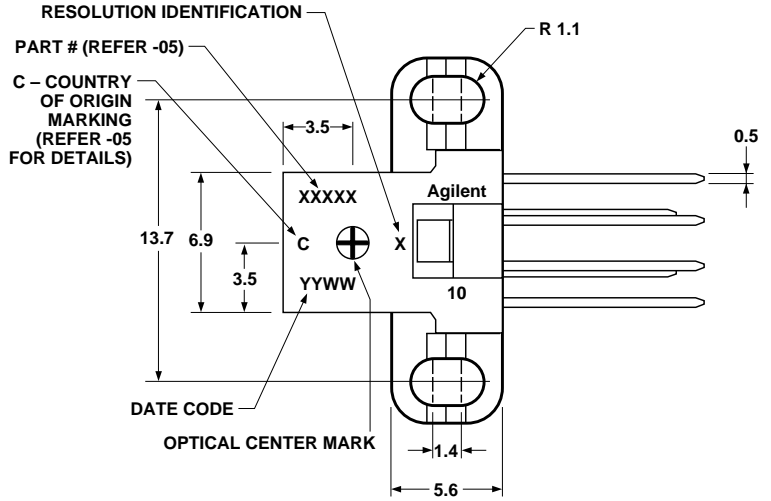 RESOLUTION IDENTIFICATION
R 1.1
PART # (REFER -05)
C – COUNTRY
OF ORIGIN
MARKING
(REFER -05
FOR DETAILS)
3.5
0.5
XXXXX
Agilent
13.7
6.9
C
X
3.5
YYWW
10
DATE CODE
OPTICAL CENTER MARK
1.4
5.6